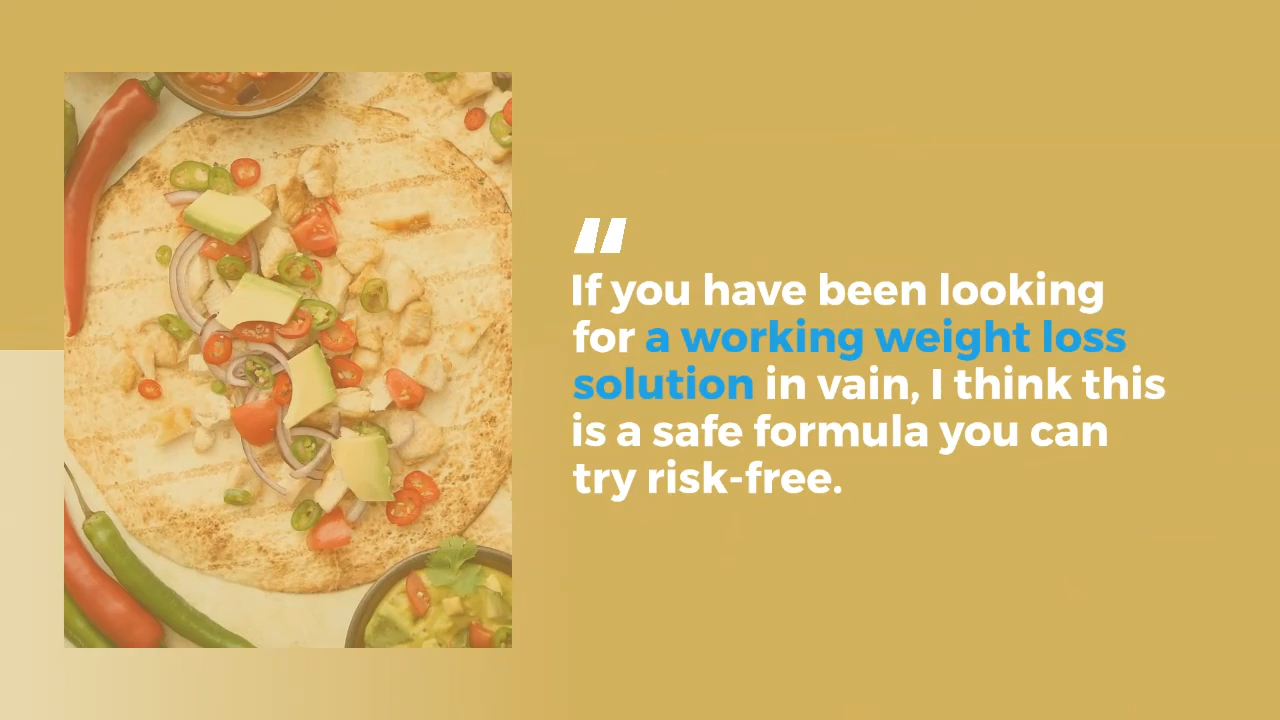 “
If you have been looking
for a working weight loss
solution in vain, I think this
is a safe formula you can
try risk-free.